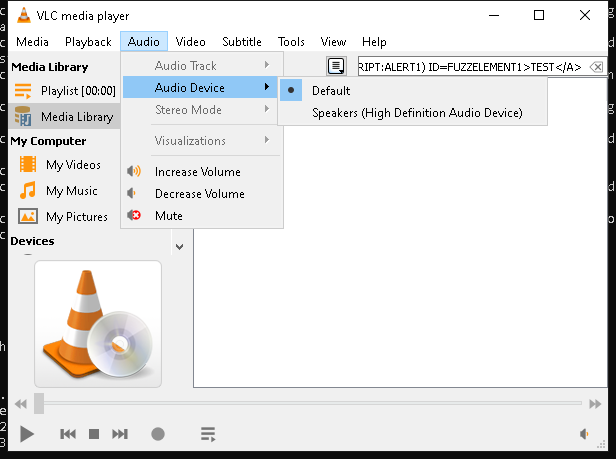 VLC media player
Media Playback Audio Video Subtitle Tools View Help
Media Library
RIPT:ALERT1) ID=FUZZELEMENT1>TEST</A>
Playlist [00:00]
Media Library
My Computer
My Videos
My Music
My Pictures
Devices
Audio Track
Audio Device
Stereo Mode
Visualizations
Increase Volume
Decrease Volume
Mute
Default
Speakers (High Definition Audio Device)